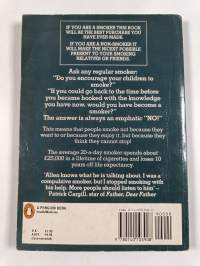 IF YOU ARE A SMOKER THIS BOOK
WILL BE THE BEST PURCHASE YOU
HAVE EVER MADE.
IF YOU ARE A NON-SMOKER IT
WILL MAKE THE NICEST POSSIBLE
PRESENT TO YOUR SMOKING
RELATIVES OR FRIENDS.
Ask any regular smoker:
"Do you encourage your children to
smoke?"
"If you could go back to the time before
you became hooked with the knowledge
you have now, would you have become a
smoker?"
The answer is always an emphatic "NO!"
This means that people smoke not because they
want to or because they enjoy it, but because they
think they cannot stop!
The average 20-a-day smoker spends about
£25,000 in a lifetime of cigarettes and loses
10 years off life expectancy.
'Allen knows what he is talking about. I was a
compulsive smoker, but I stopped smoking with
his help. More people should listen to him' –
Patrick Cargill, star of Father, Dear Father
A PENGUIN BOOK